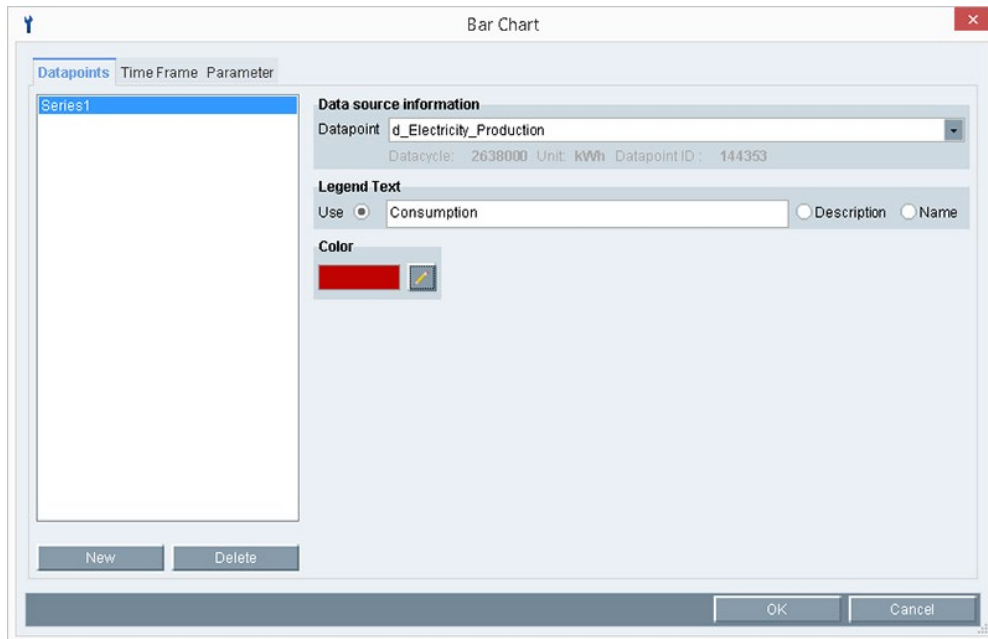 Bar Chart
Datapoints Time Frame Parameter
Series1
Data source information
Datapoint d_Electricity_Production
Datacycle: 2638000 Unit: kWh Datapoint ID : 144353
Legend Text
Use Consumption Description Name
Color
New Delete
OK Cancel